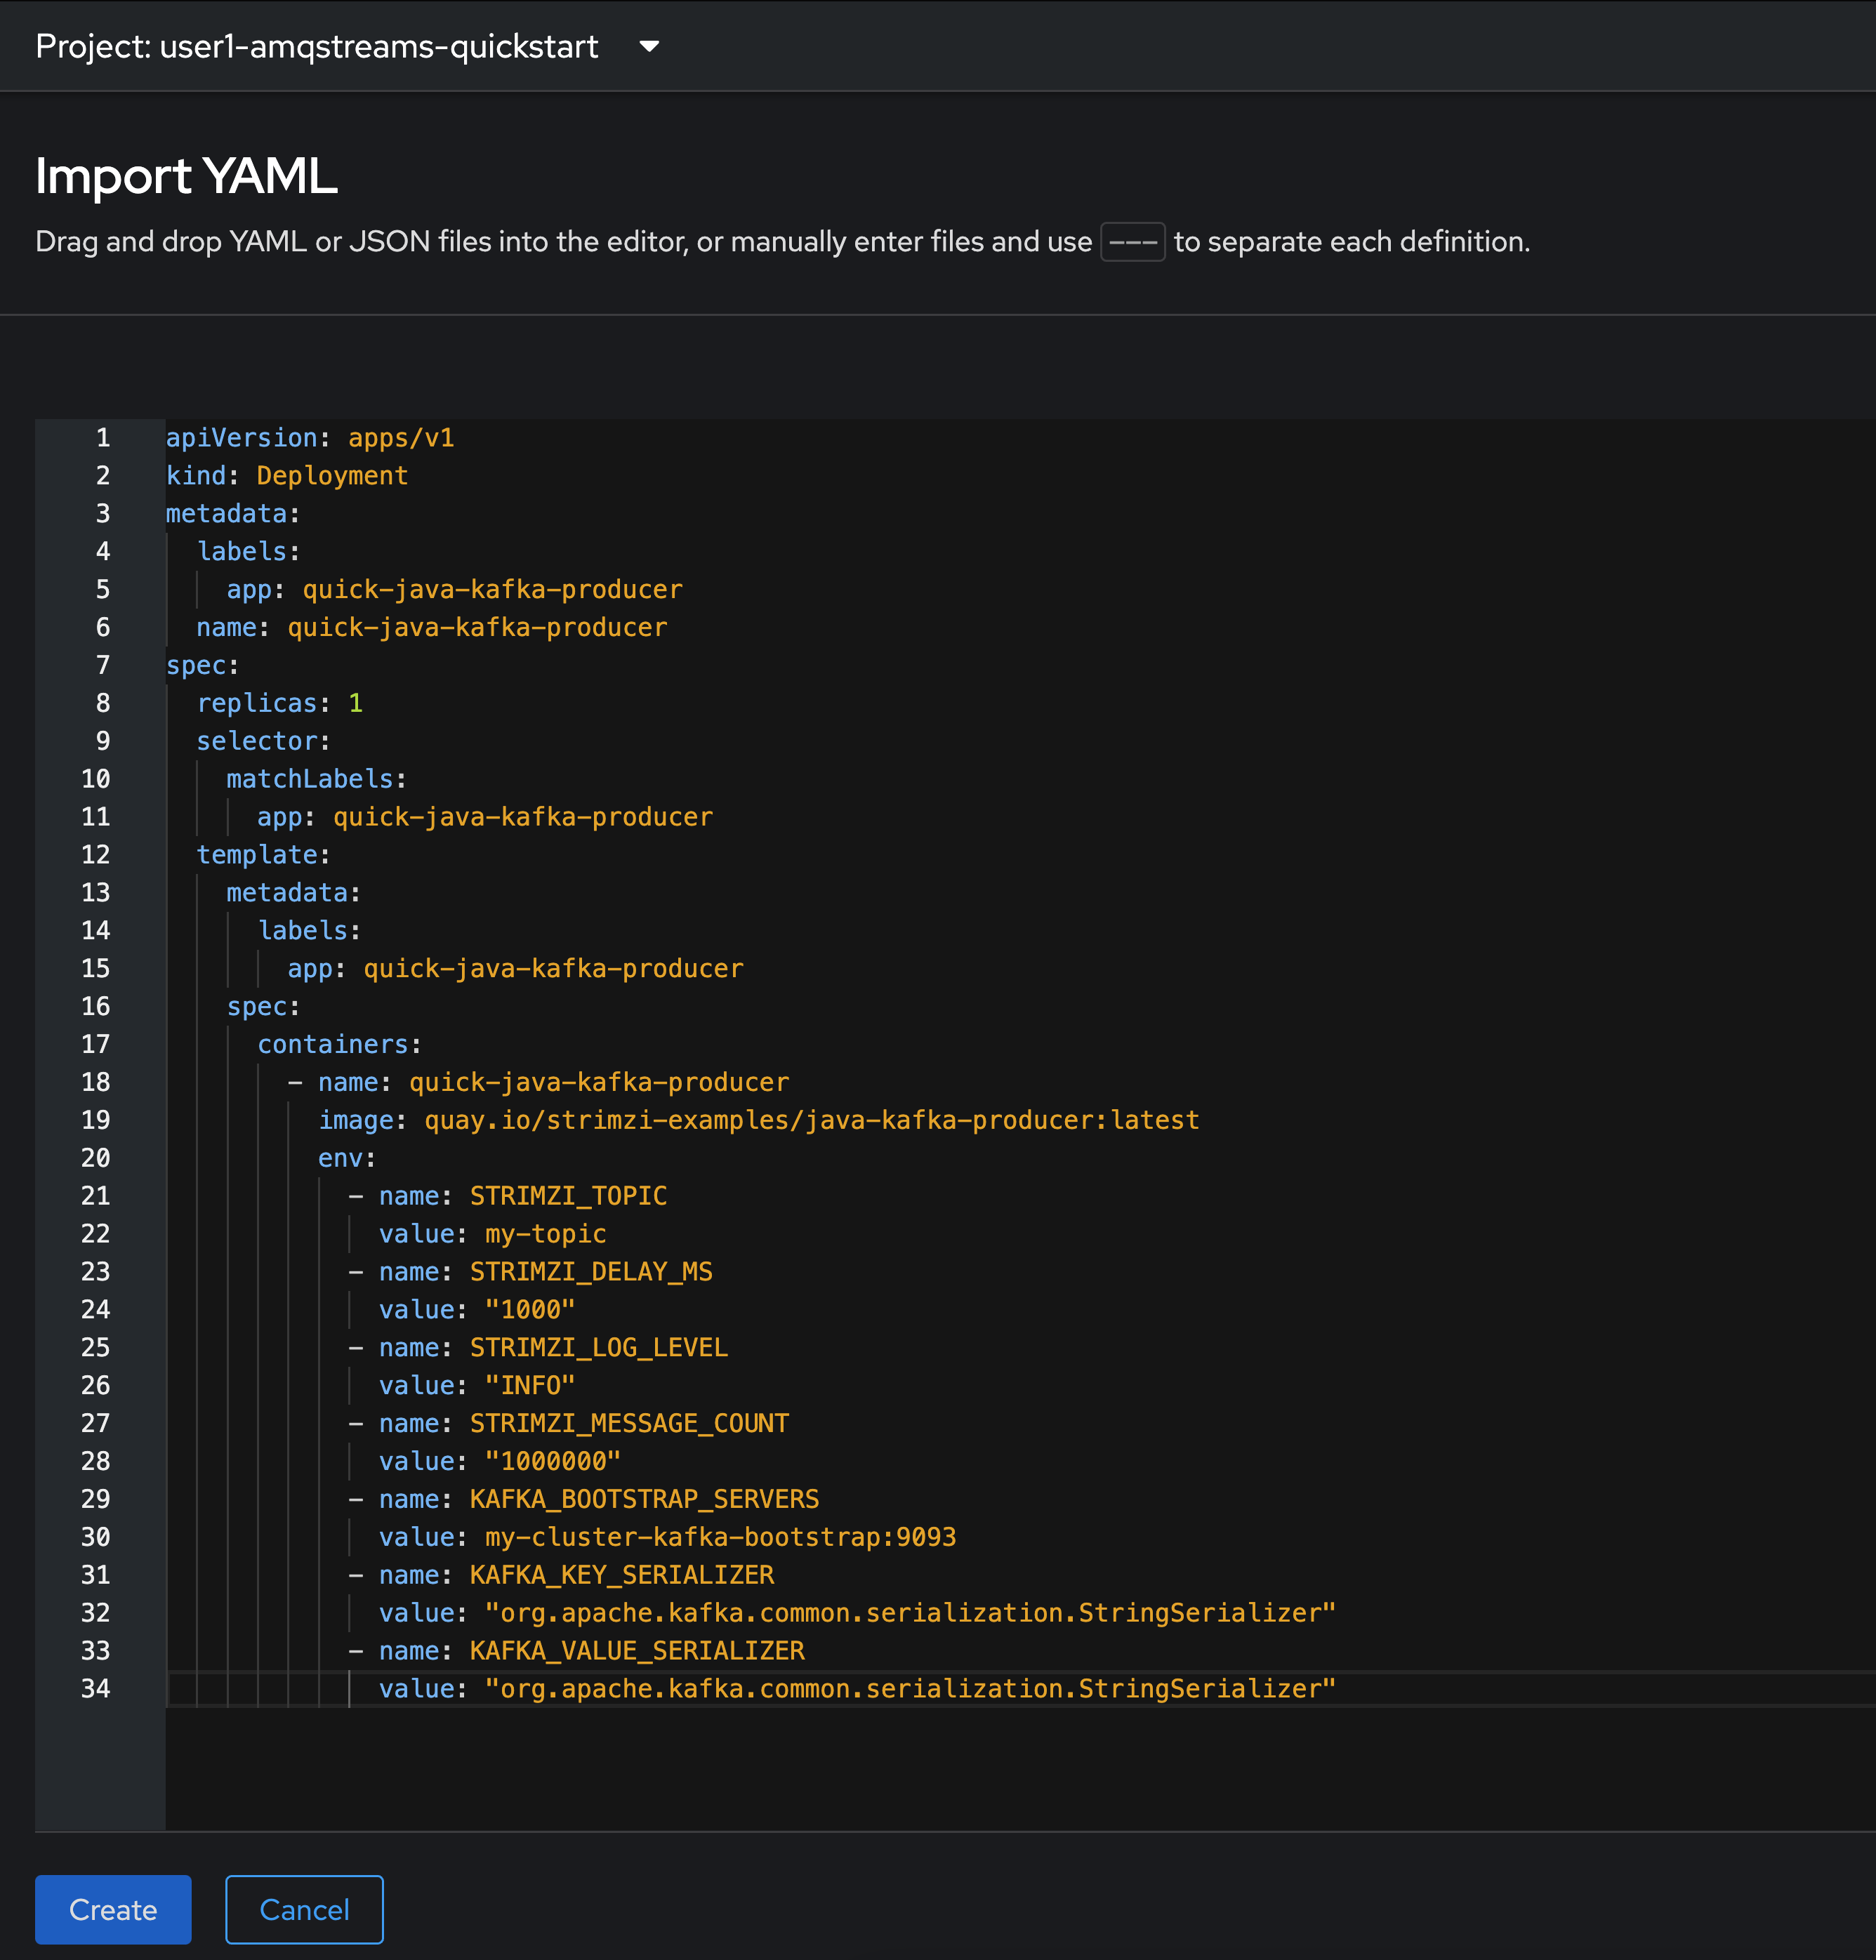 Project: user1-amqstreams-quickstart
Import YAML
Drag and drop YAML or JSON files into the editor, or manually enter files and use --- to separate each definition.
1 apiVersion: apps/v1
2 kind: Deployment
3 metadata:
4   labels:
5     app: quick-java-kafka-producer
6   name: quick-java-kafka-producer
7 spec:
8   replicas: 1
9   selector:
10     matchLabels:
11       app: quick-java-kafka-producer
12   template:
13     metadata:
14       labels:
15         app: quick-java-kafka-producer
16     spec:
17       containers:
18         - name: quick-java-kafka-producer
19           image: quay.io/strimzi-examples/java-kafka-producer:latest
20           env:
21             - name: STRIMZI_TOPIC
22               value: my-topic
23             - name: STRIMZI_DELAY_MS
24               value: "1000"
25             - name: STRIMZI_LOG_LEVEL
26               value: "INFO"
27             - name: STRIMZI_MESSAGE_COUNT
28               value: "1000000"
29             - name: KAFKA_BOOTSTRAP_SERVERS
30               value: my-cluster-kafka-bootstrap:9093
31             - name: KAFKA_KEY_SERIALIZER
32               value: "org.apache.kafka.common.serialization.StringSerializer"
33             - name: KAFKA_VALUE_SERIALIZER
34               value: "org.apache.kafka.common.serialization.StringSerializer"
Create Cancel